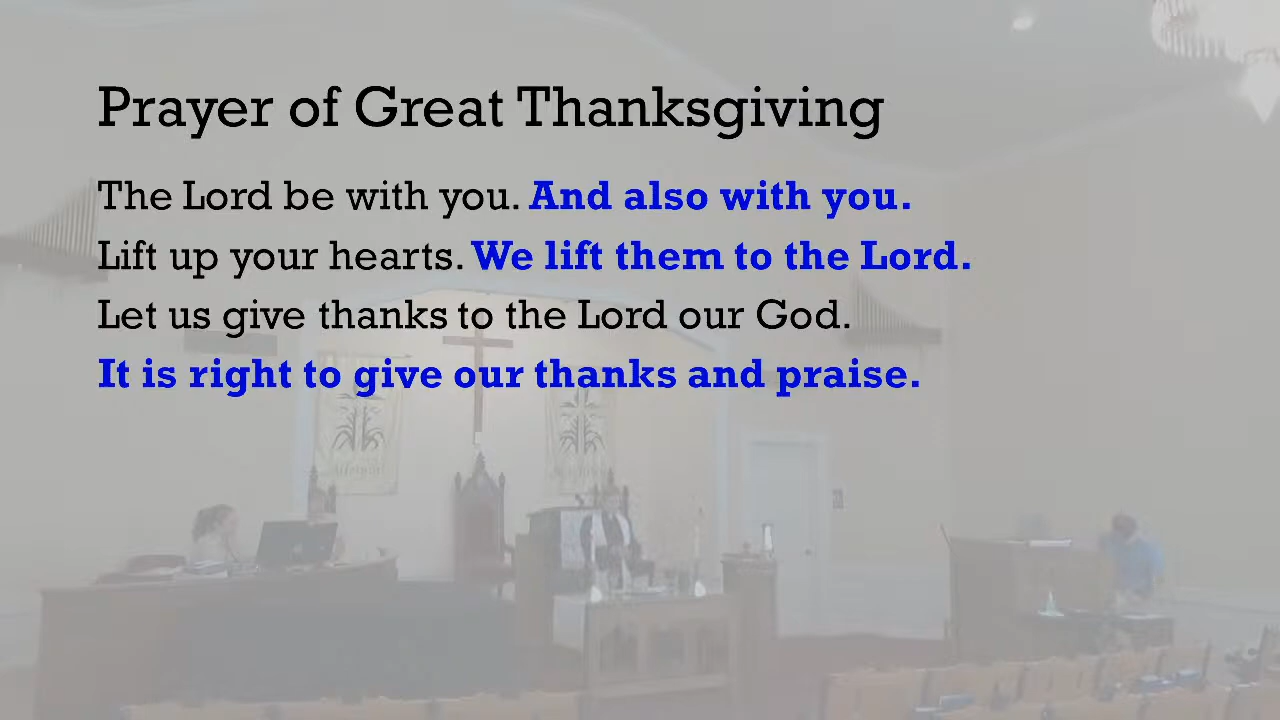 Prayer of Great Thanksgiving
The Lord be with you. And also with you.
Lift up your hearts. We lift them to the Lord.
Let us give thanks to the Lord our God.
It is right to give our thanks and praise.